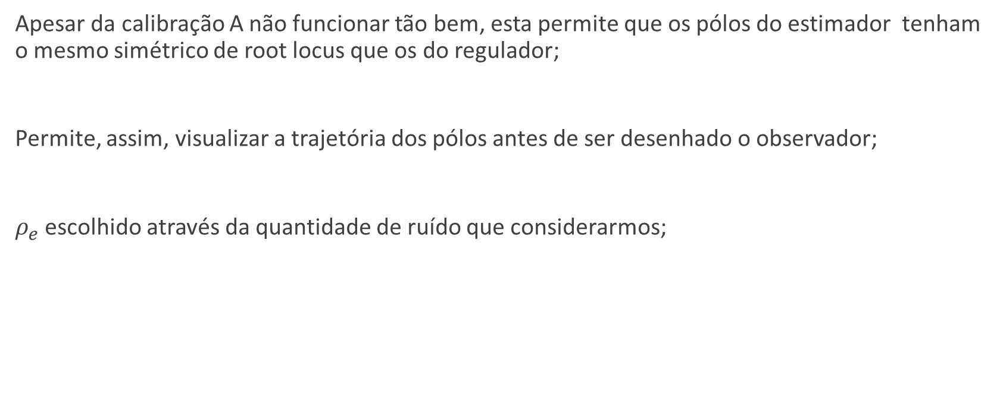 Apesar da calibração A não funcionar tão bem, esta permite que os pólos do estimador  tenham
o mesmo simétrico de root locus que os do regulador;
Permite, assim, visualizar a trajetória dos pólos antes de ser desenhado o observador;
𝜌ₑ escolhido através da quantidade de ruído que considerarmos;